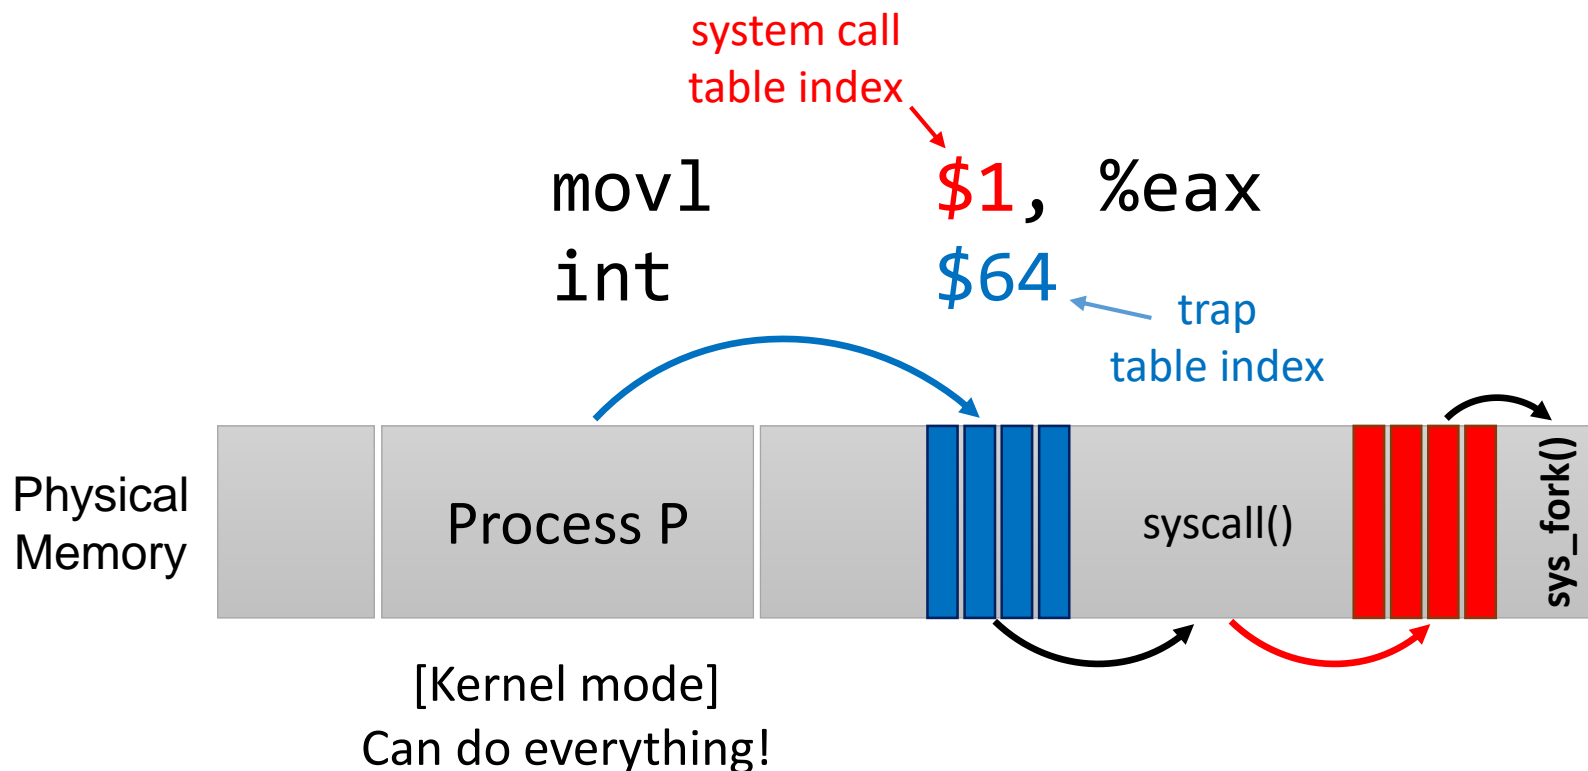 system call
table index
movl $1, %eax
int $64
trap
table index
Physical
Memory
Process P
syscall()
sys_fork()
[Kernel mode]
Can do everything!